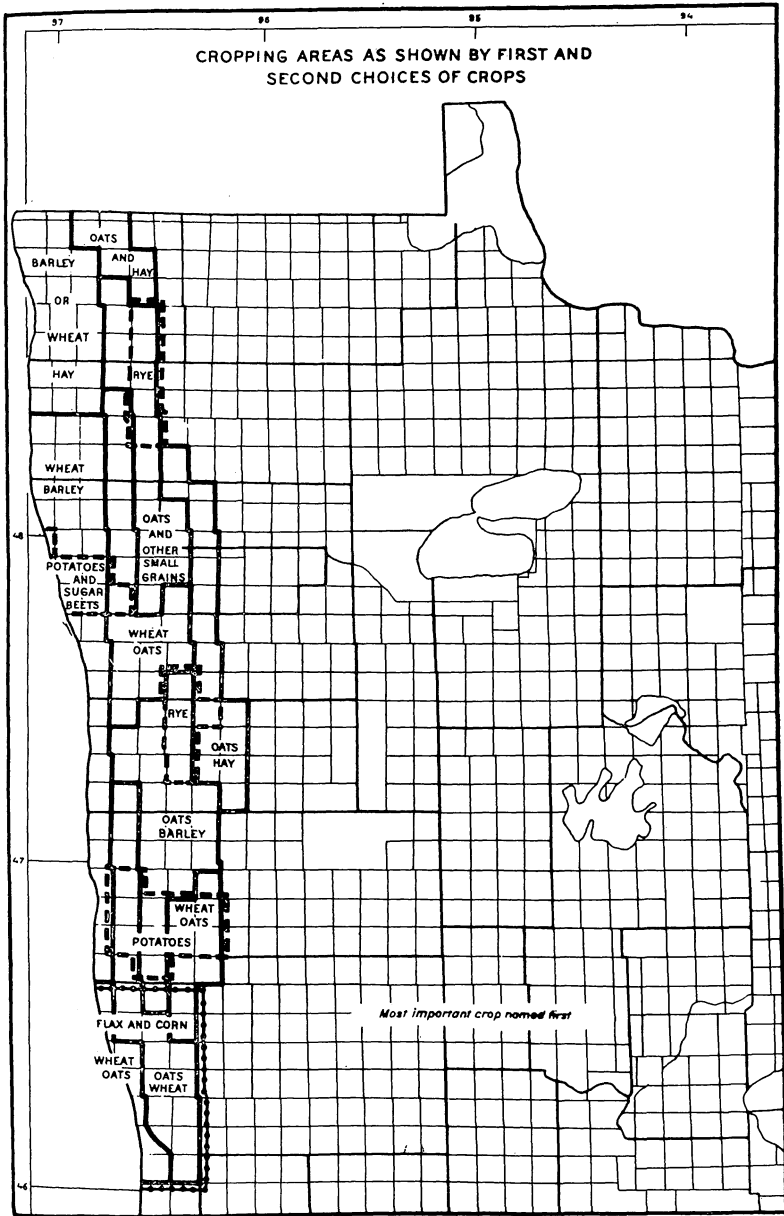 97 96 95 94
CROPPING AREAS AS SHOWN BY FIRST AND
SECOND CHOICES OF CROPS
OATS
AND
HAY
BARLEY
OR
WHEAT
HAY
RYE
WHEAT
BARLEY
48
OATS
AND
OTHER
SMALL
GRAINS
POTATOES
AND
SUGAR
BEETS
WHEAT
OATS
RYE
OATS
HAY
OATS
BARLEY
47
WHEAT
OATS
POTATOES
Most important crop named first
FLAX AND CORN
WHEAT
OATS
OATS
WHEAT
46